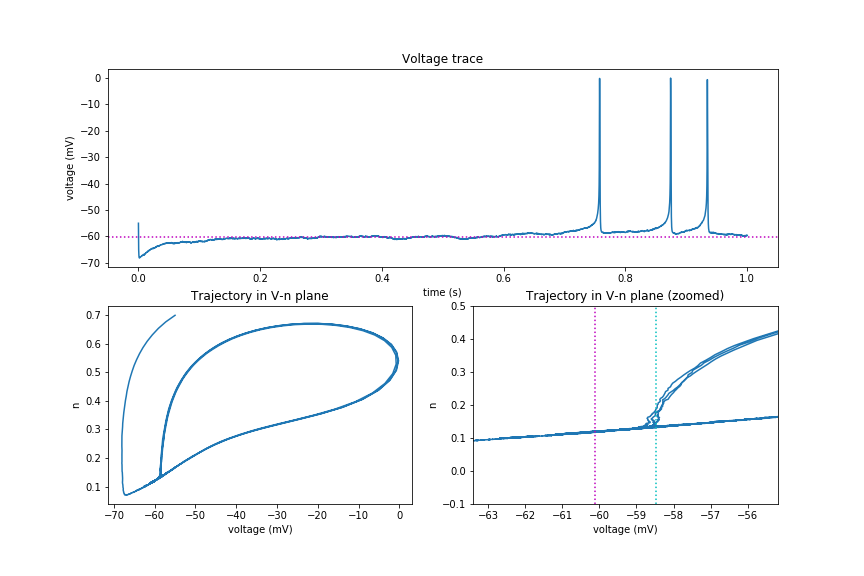 Voltage trace
voltage (mV)
0
−10
−20
−30
−40
−50
−60
−70
0.0 0.2 0.4 0.6 0.8 1.0
time (s)
Trajectory in V-n plane
n
0.7
0.6
0.5
0.4
0.3
0.2
0.1
−70 −60 −50 −40 −30 −20 −10 0
voltage (mV)
Trajectory in V-n plane (zoomed)
n
0.5
0.4
0.3
0.2
0.1
0.0
−0.1
−63 −62 −61 −60 −59 −58 −57 −56
voltage (mV)